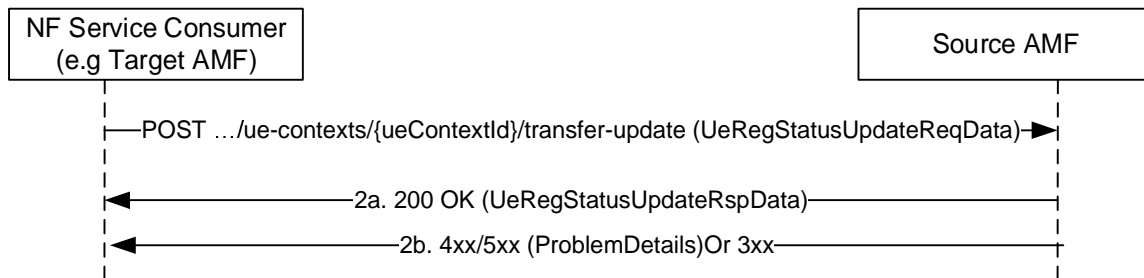 NF Service Consumer
(e.g Target AMF)
Source AMF
POST …/ue-contexts/{ueContextId}/transfer-update (UeRegStatusUpdateReqData)
2a. 200 OK (UeRegStatusUpdateRspData)
2b. 4xx/5xx (ProblemDetails)Or 3xx